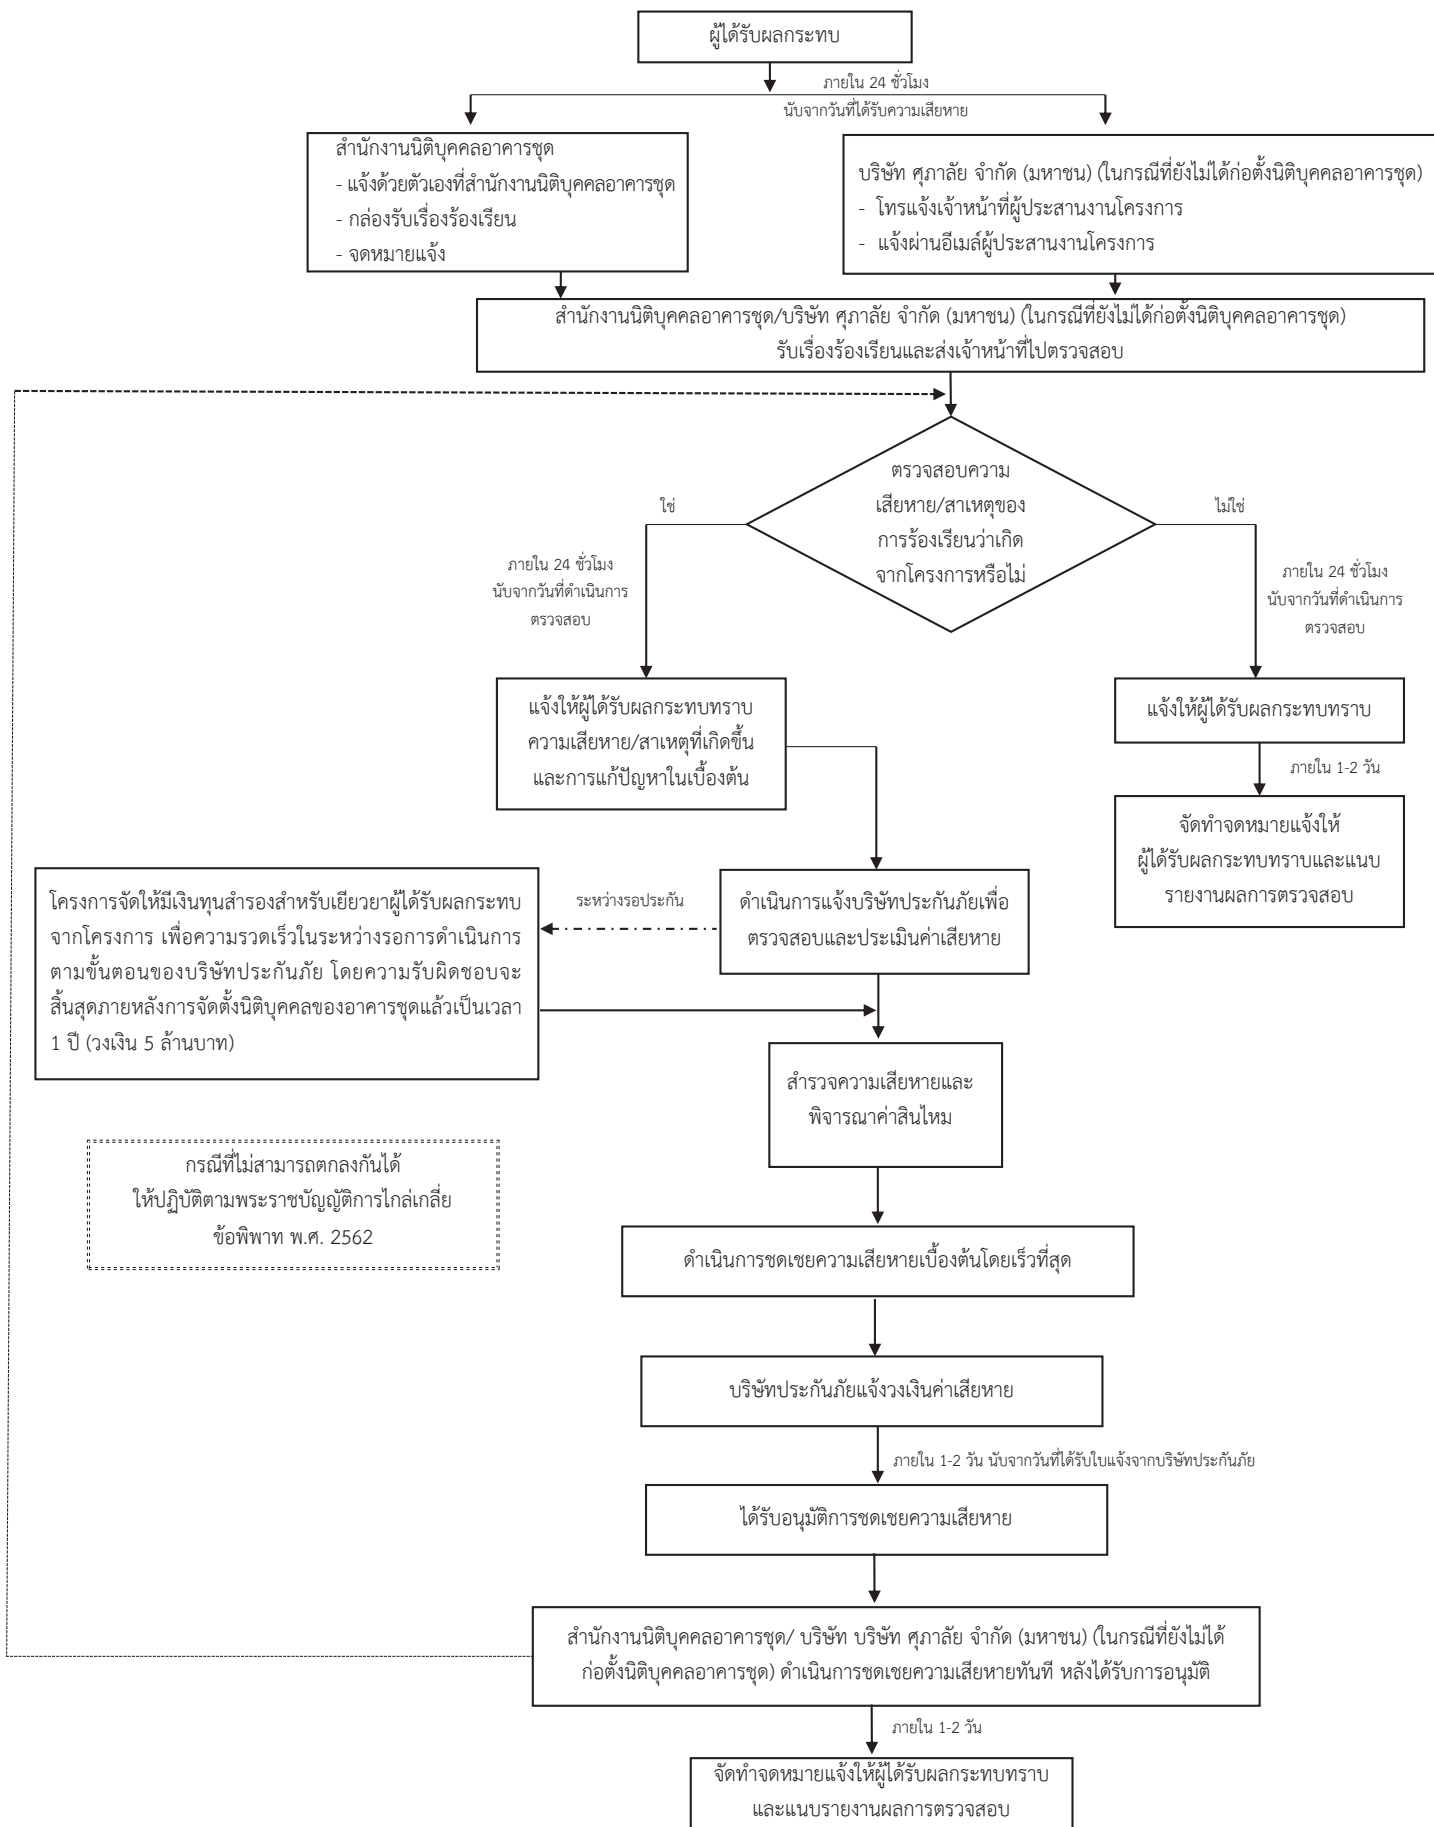 ผู้ได้รับผลกระทบ
ภายใน 24 ชั่วโมง
นับจากวันที่ได้รับความเสียหาย
สำนักงานนิติบุคคลอาคารชุด
- แจ้งด้วยตัวเองที่สำนักงานนิติบุคคลอาคารชุด
- กล่องรับเรื่องร้องเรียน
- จดหมายแจ้ง
บริษัท ศุภาลัย จำกัด (มหาชน) (ในกรณีที่ยังไม่ได้ก่อตั้งนิติบุคคลอาคารชุด)
- โทรแจ้งเจ้าหน้าที่ผู้ประสานงานโครงการ
- แจ้งผ่านอีเมล์ผู้ประสานงานโครงการ
สำนักงานนิติบุคคลอาคารชุด/บริษัท ศุภาลัย จำกัด (มหาชน) (ในกรณีที่ยังไม่ได้ก่อตั้งนิติบุคคลอาคารชุด)
รับเรื่องร้องเรียนและส่งเจ้าหน้าที่ไปตรวจสอบ
ตรวจสอบความ
เสียหาย/สาเหตุของ
การร้องเรียนว่าเกิด
จากโครงการหรือไม่
ใช่
ภายใน 24 ชั่วโมง
นับจากวันที่ดำเนินการ
ตรวจสอบ
ไม่ใช่
ภายใน 24 ชั่วโมง
นับจากวันที่ดำเนินการ
ตรวจสอบ
แจ้งให้ผู้ได้รับผลกระทบทราบ
ความเสียหาย/สาเหตุที่เกิดขึ้น
และการแก้ปัญหาในเบื้องต้น
แจ้งให้ผู้ได้รับผลกระทบทราบ
ภายใน 1-2 วัน
จัดทำจดหมายแจ้งให้
ผู้ได้รับผลกระทบทราบและแนบ
รายงานผลการตรวจสอบ
โครงการจัดให้มีเงินทุนสำรองสำหรับเยียวยาผู้ได้รับผลกระทบ
จากโครงการ เพื่อความรวดเร็วในระหว่างรอการดำเนินการ
ตามขั้นตอนของบริษัทประกันภัย โดยความรับผิดชอบจะ
สิ้นสุดภายหลังการจัดตั้งนิติบุคคลของอาคารชุดแล้วเป็นเวลา
1 ปี (วงเงิน 5 ล้านบาท)
ระหว่างรอประกัน
ดำเนินการแจ้งบริษัทประกันภัยเพื่อ
ตรวจสอบและประเมินค่าเสียหาย
สำรวจความเสียหายและ
พิจารณาค่าสินไหม
กรณีที่ไม่สามารถตกลงกันได้
ให้ปฏิบัติตามพระราชบัญญัติการไกล่เกลี่ย
ข้อพิพาท พ.ศ. 2562
ดำเนินการชดเชยความเสียหายเบื้องต้นโดยเร็วที่สุด
บริษัทประกันภัยแจ้งวงเงินค่าเสียหาย
ภายใน 1-2 วัน นับจากวันที่ได้รับใบแจ้งจากบริษัทประกันภัย
ได้รับอนุมัติการชดเชยความเสียหาย
สำนักงานนิติบุคคลอาคารชุด/ บริษัท บริษัท ศุภาลัย จำกัด (มหาชน) (ในกรณีที่ยังไม่ได้
ก่อตั้งนิติบุคคลอาคารชุด) ดำเนินการชดเชยความเสียหายทันที หลังได้รับการอนุมัติ
ภายใน 1-2 วัน
จัดทำจดหมายแจ้งให้ผู้ได้รับผลกระทบทราบ
และแนบรายงานผลการตรวจสอบ